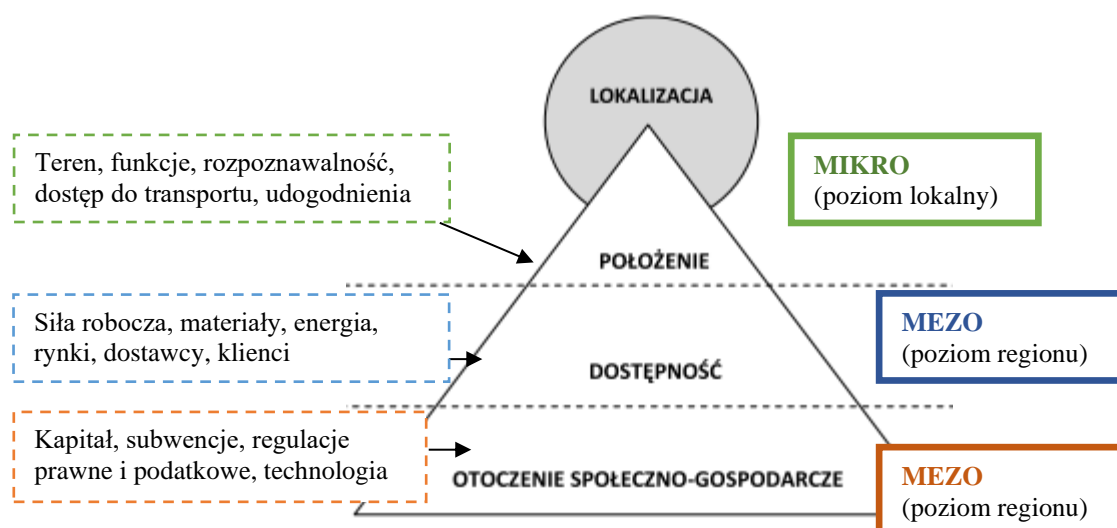 LOKALIZACJA
Teren, funkcje, rozpoznawalność,
dostęp do transportu, udogodnienia
MIKRO
(poziom lokalny)
POŁOŻENIE
Siła robocza, materiały, energia,
rynki, dostawcy, klienci
MEZO
(poziom regionu)
DOSTĘPNOŚĆ
Kapitał, subwencje, regulacje
prawne i podatkowe, technologia
OTOCZENIE SPOŁECZNO-GOSPODARCZE
MEZO
(poziom regionu)